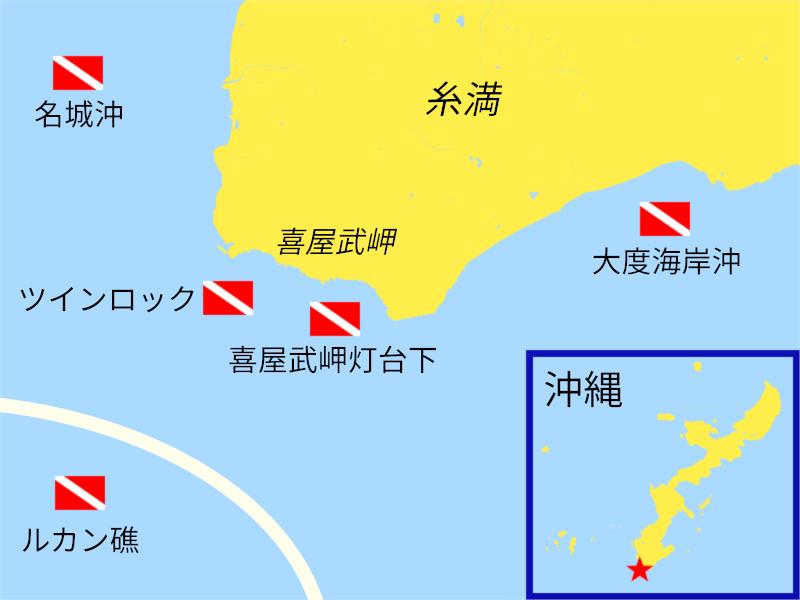 糸満
名城沖
喜屋武岬
大度海岸沖
ツインロック
喜屋武岬灯台下
沖縄
ルカン礁